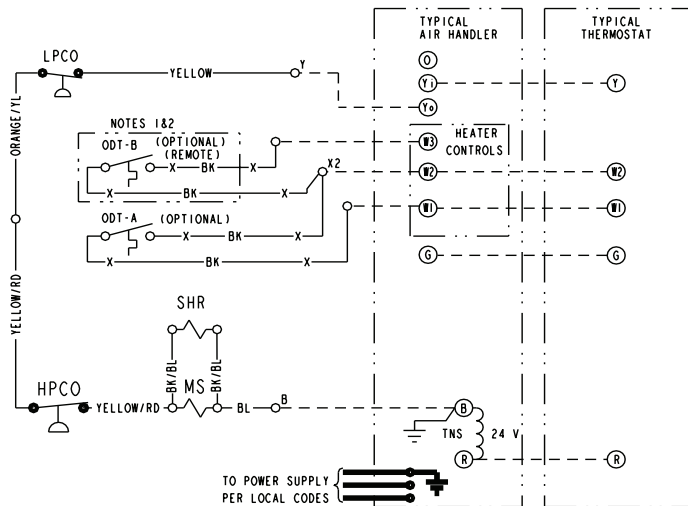 TYPICAL
AIR HANDLER
TYPICAL
THERMOSTAT
LPCO
YELLOW
Y
O
Yi
Y
Yo
ORANGE/YL
NOTES 1&2
ODT-B (OPTIONAL)
(REMOTE)
X BK X
X BK X
X2
HEATER
CONTROLS
W3
W2
W2
W1
W1
ODT-A (OPTIONAL)
X BK X
X BK X
G
G
YELLOW/RD
SHR
BK/BL
BK/BL
MS
HPCO
YELLOW/RD
BL
B
B
TNS
24 V
R
R
TO POWER SUPPLY
PER LOCAL CODES